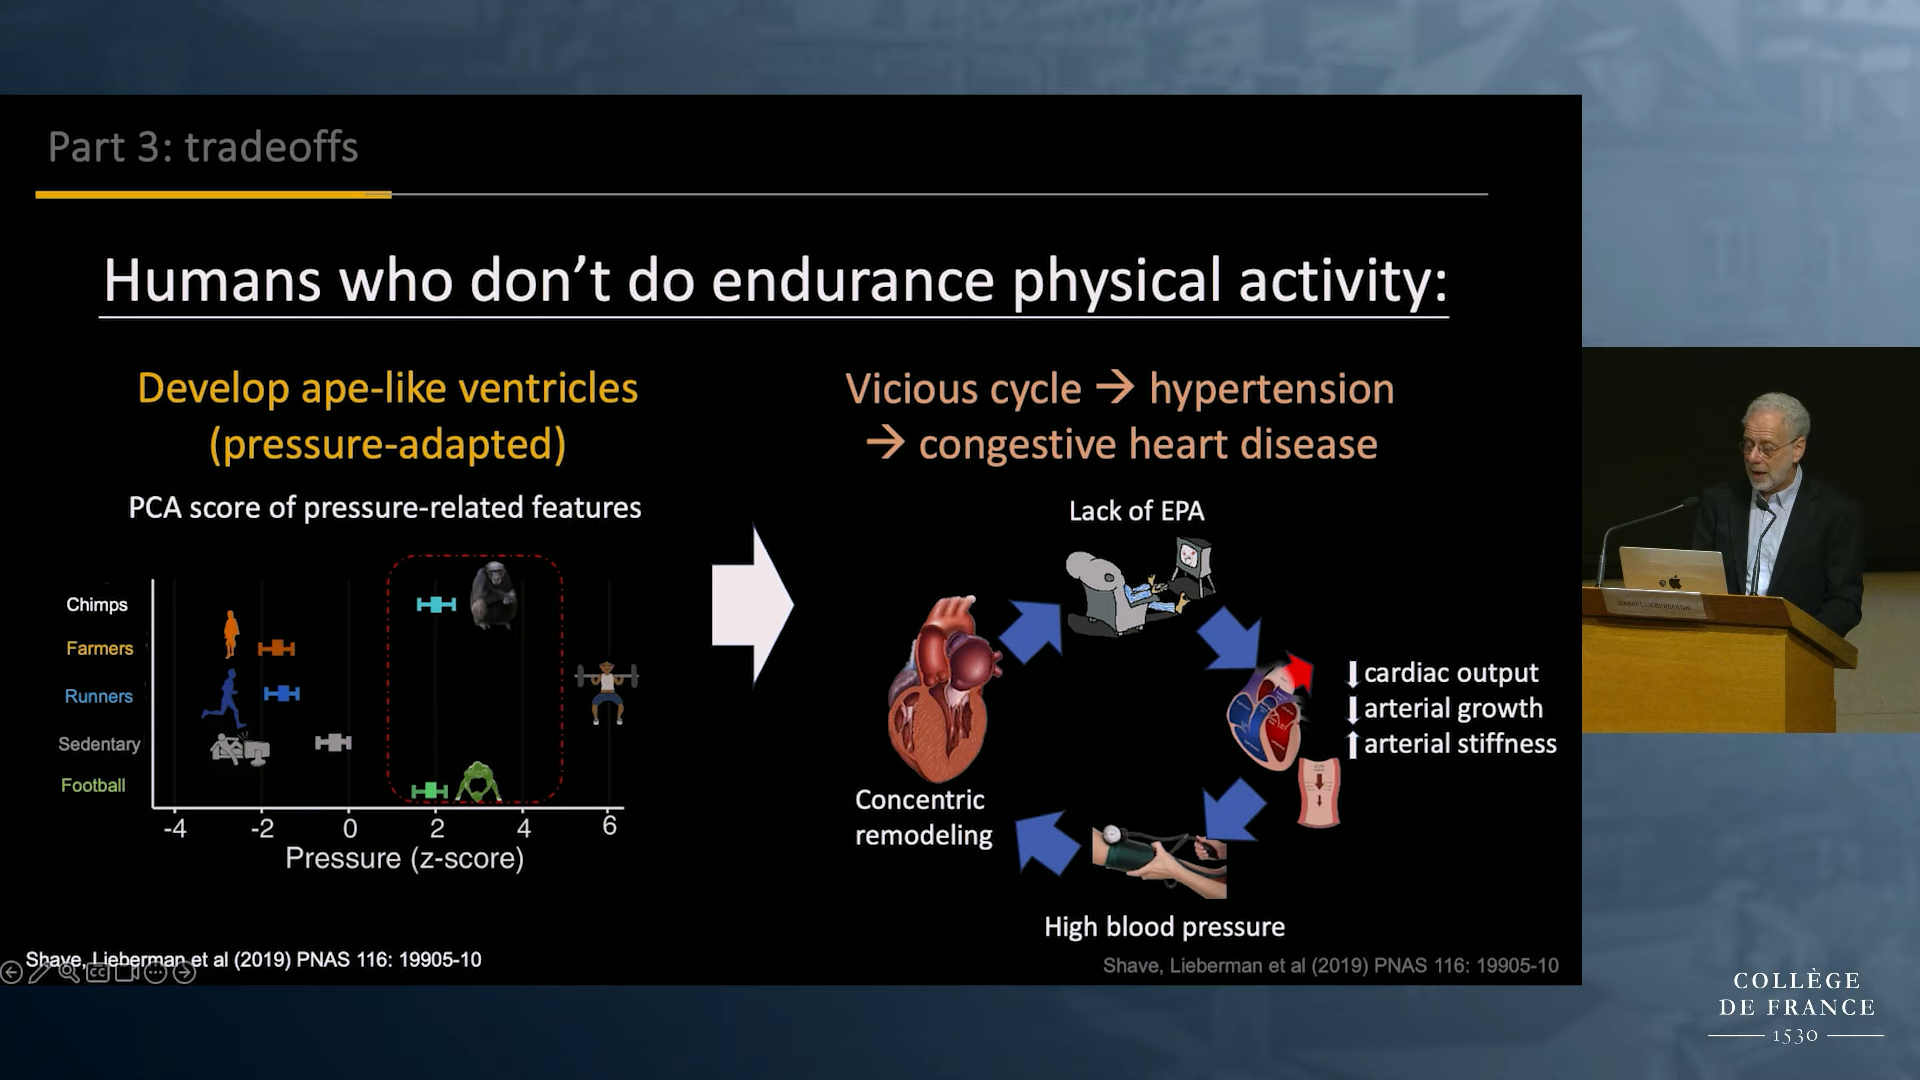 Part 3: tradeoffs
Humans who don't do endurance physical activity:
Develop ape-like ventricles
(pressure-adapted)
PCA score of pressure-related features
Chimps
Farmers
Runners
Sedentary
Football
-4 -2 0 2 4 6
Pressure (z-score)
Shave, Lieberman et al (2019) PNAS 116: 19905-10
Vicious cycle → hypertension
→ congestive heart disease
Lack of EPA
↓cardiac output
↓arterial growth
↑arterial stiffness
High blood pressure
Concentric
remodeling
Shave, Lieberman et al (2019) PNAS 116: 19905-10
DANIEL LIEBERMANN
COLLÈGE
DE FRANCE
1530